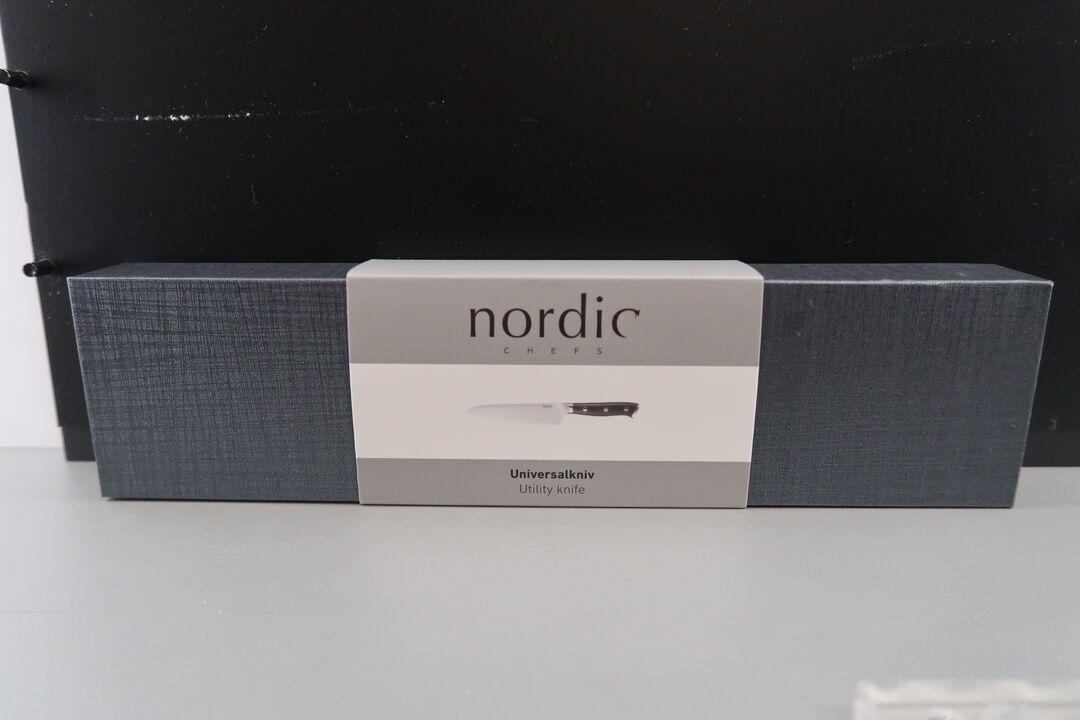 nordic
CHEFS
Universalkniv
Utility knife